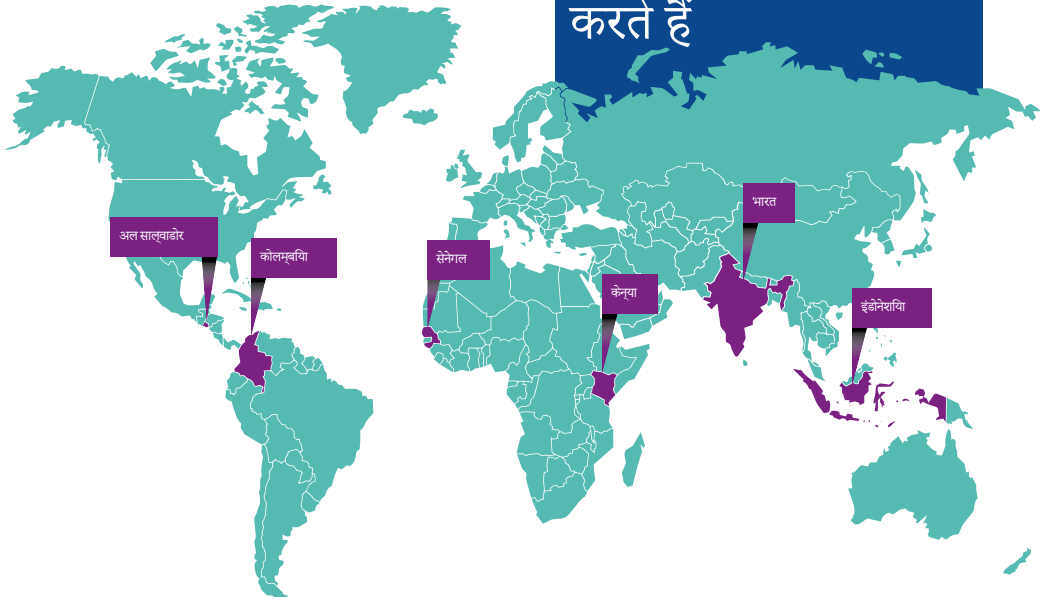 करते हैं
भारत
अल साल्वाडोर
कोलम्बिया
सेनेगल
केन्या
इंडोनेशिया